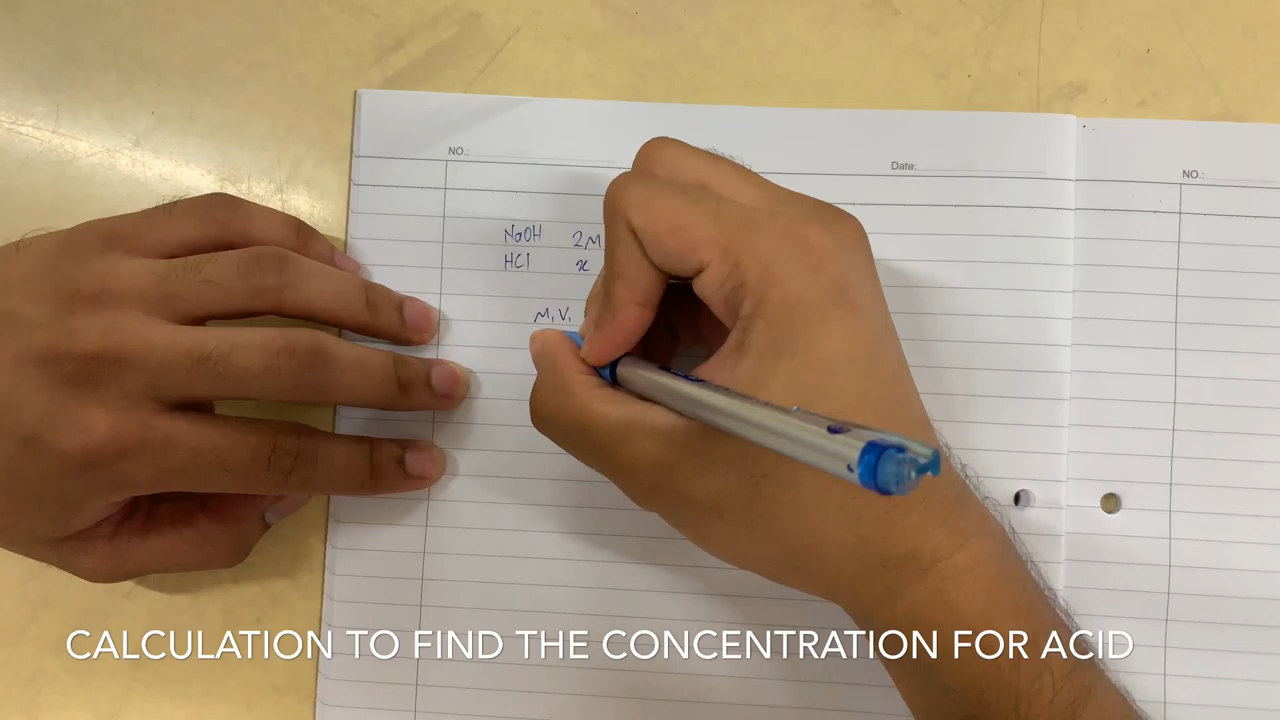 NO.:
Date:
NO.:
NaOH 2M
HCl x
M₁V₁
CALCULATION TO FIND THE CONCENTRATION FOR ACID